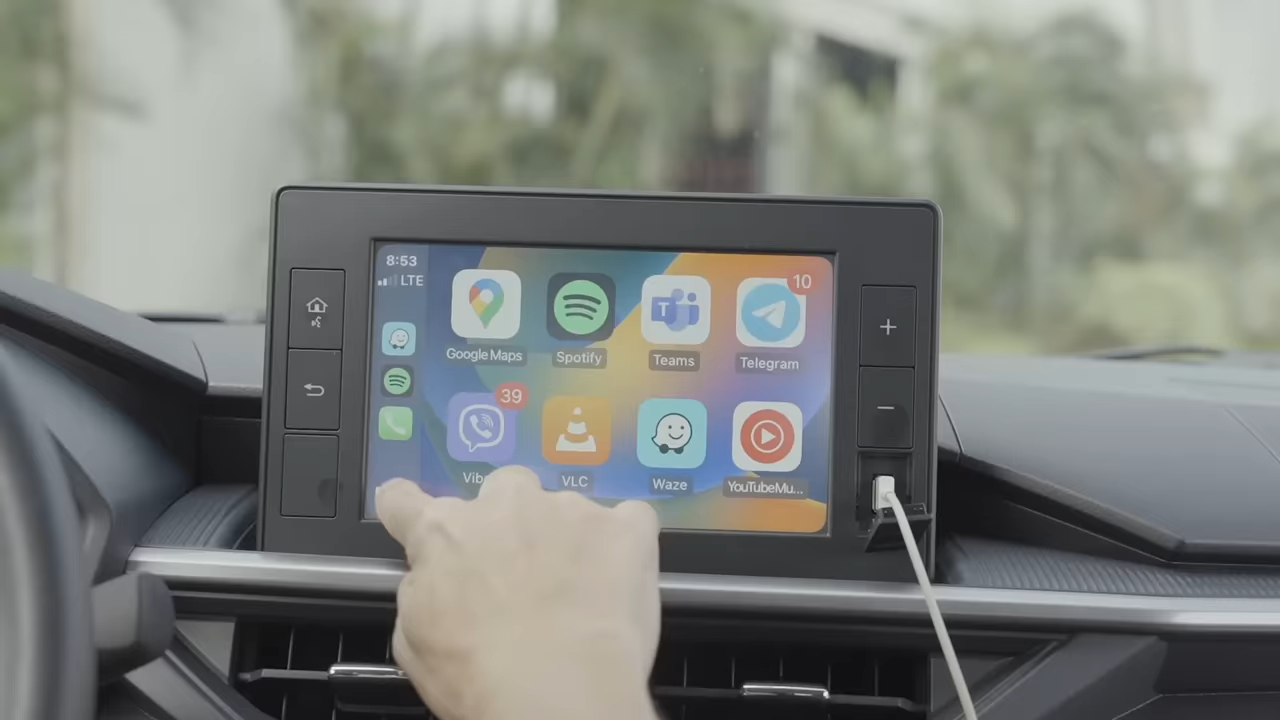 8:53
LTE
10
Google Maps
Spotify
Teams
Telegram
39
T
VLC
Waze
YouTubeMu...
+
−